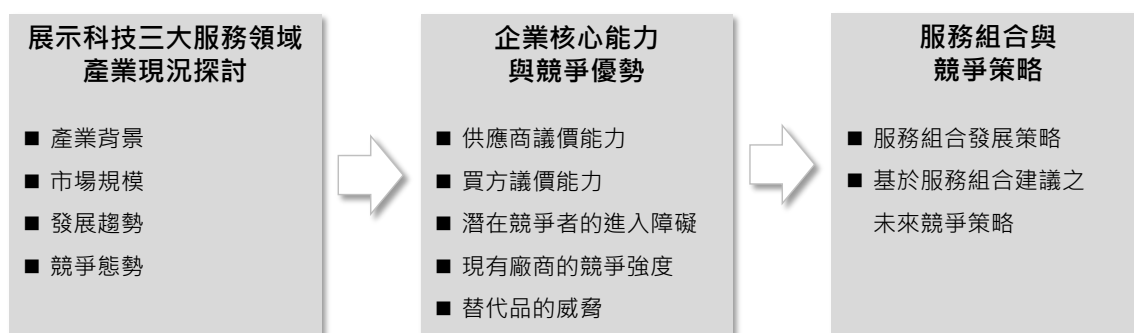 展示科技三大服務領域
產業現況探討
■ 產業背景
■ 市場規模
■ 發展趨勢
■ 競爭態勢
企業核心能力
與競爭優勢
■ 供應商議價能力
■ 買方議價能力
■ 潛在競爭者的進入障礙
■ 現有廠商的競爭強度
■ 替代品的威脅
服務組合與
競爭策略
■ 服務組合發展策略
■ 基於服務組合建議之
未來競爭策略